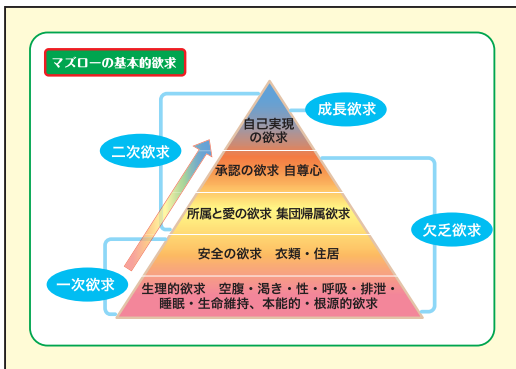 マズローの基本的欲求
成長欲求
自己実現
の欲求
二次欲求
承認の欲求 自尊心
所属と愛の欲求 集団帰属欲求
欠乏欲求
安全の欲求　衣類・住居
一次欲求
生理的欲求　空腹・渇き・性・呼吸・排泄・
睡眠・生命維持、本能的・根源的欲求